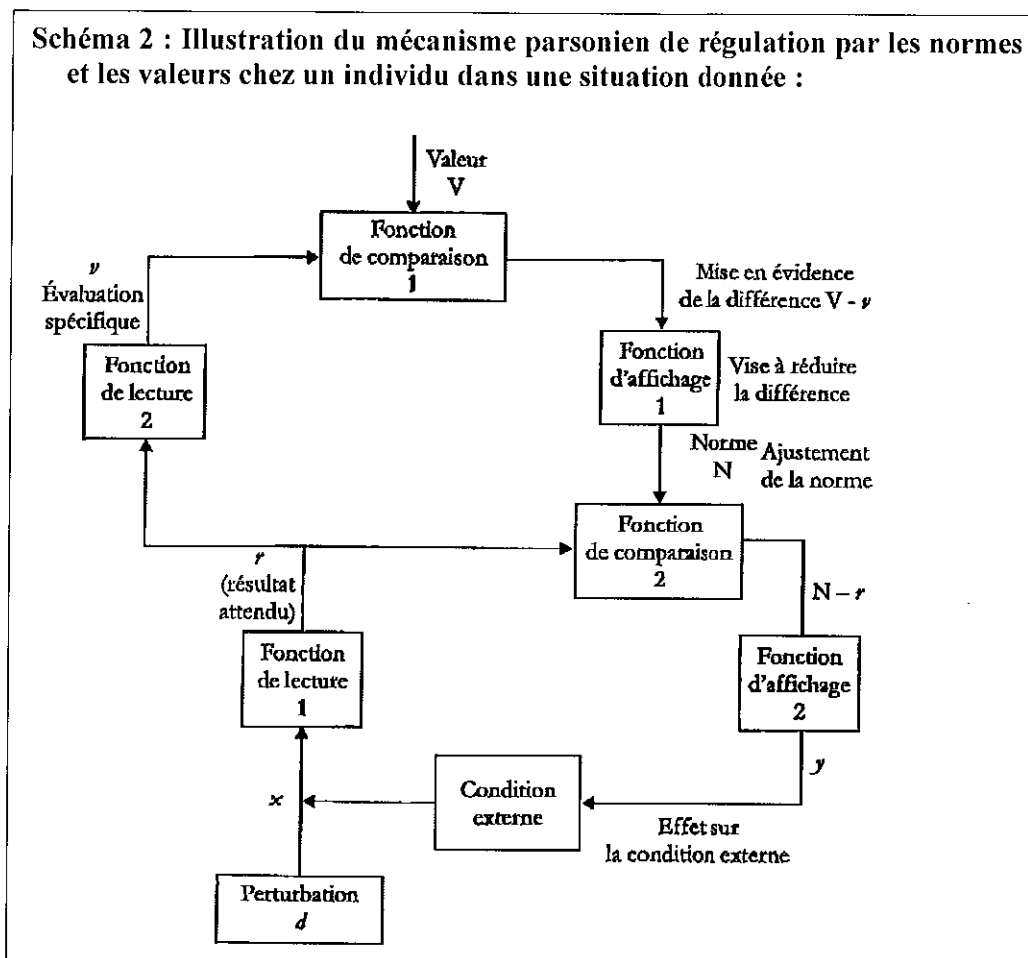 Schéma 2 : Illustration du mécanisme parsonien de régulation par les normes
et les valeurs chez un individu dans une situation donnée :
Valeur
V
Fonction
de comparaison
1
v
Évaluation
spécifique
Mise en évidence
de la différence V - v
Fonction
de lecture
2
Fonction
d'affichage
1
Vise à réduire
la différence
Norme
N
Ajustement
de la norme
Fonction
de comparaison
2
r
(résultat
attendu)
N – r
Fonction
de lecture
1
Fonction
d'affichage
2
y
x
Condition
externe
Effet sur
la condition externe
Perturbation
d